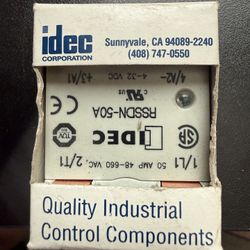 idec
CORPORATION
Sunnyvale, CA 94089-2240
(408) 747-0550
1/L1 2/T1
50 AMP 48-660 VAC
IDEC
RSSDN-50A
4-32 VDC
4/A2- +3/A1
Quality Industrial
Control Components